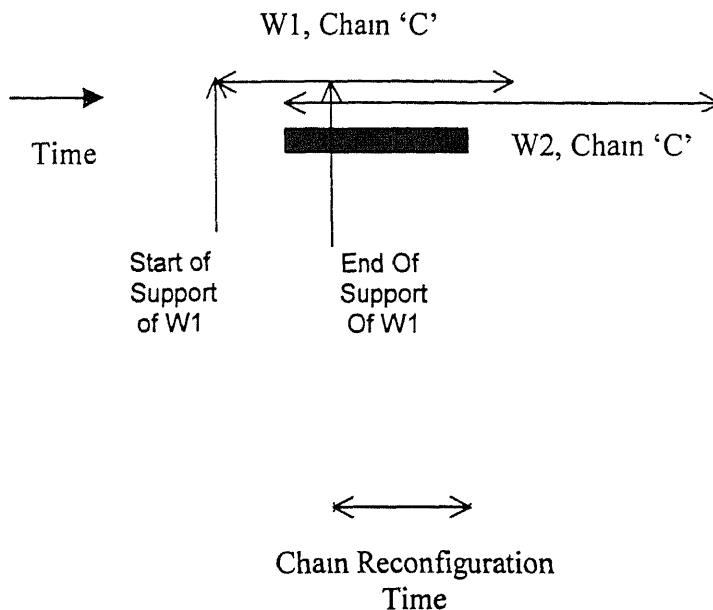 W1, Chain ‘C’
Time
W2, Chain ‘C’
Start of
Support
of W1
End Of
Support
Of W1
Chain Reconfiguration
Time